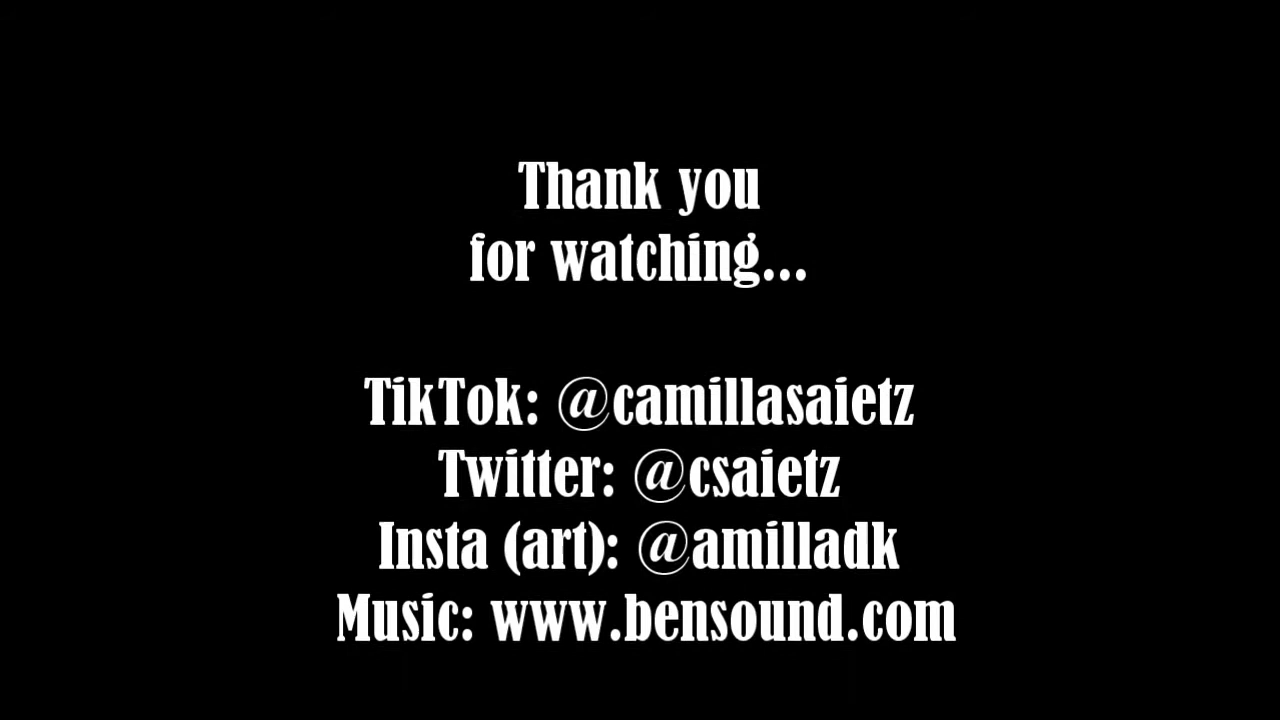 Thank you
for watching...
TikTok: @camillasaietz
Twitter: @csaietz
Insta (art): @amilladk
Music: www.bensound.com